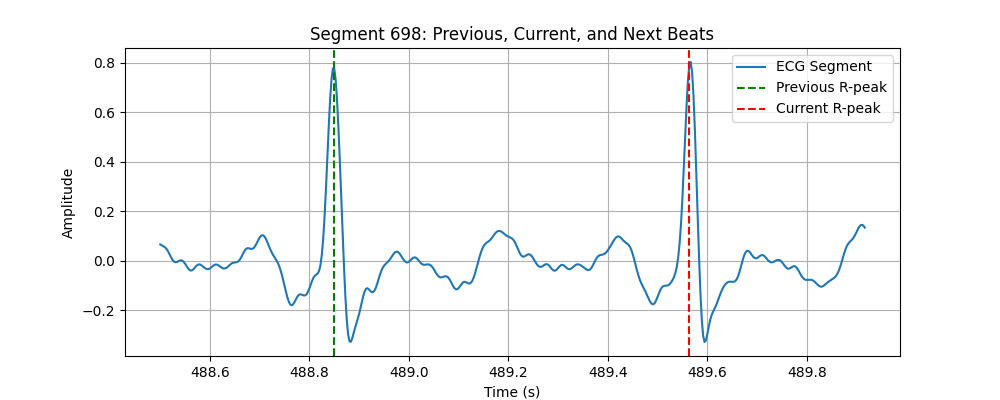 Segment 698: Previous, Current, and Next Beats
ECG Segment
Previous R-peak
Current R-peak
Amplitude
0.8
0.6
0.4
0.2
0.0
−0.2
488.6 488.8 489.0 489.2 489.4 489.6 489.8
Time (s)